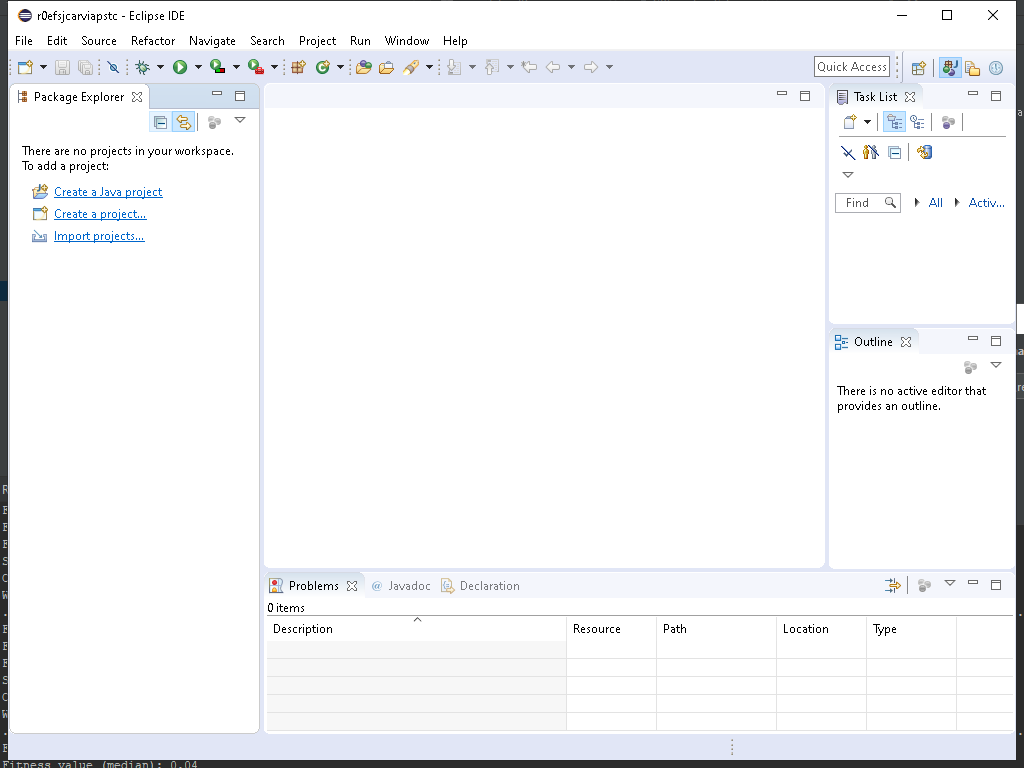 r0efsjcarviapstc - Eclipse IDE
File Edit Source Refactor Navigate Search Project Run Window Help
Quick Access
Package Explorer
Task List
There are no projects in your workspace.
To add a project:
Create a Java project
Create a project...
Import projects...
Find All Activ...
Outline
There is no active editor that
provides an outline.
Problems @ Javadoc Declaration
0 items
Description Resource Path Location Type
Fitness value (median): 0.04